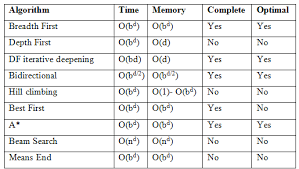 Algorithm Time Memory Complete Optimal
Breadth First O(b^d) O(b^d) Yes Yes
Depth First O(b^d) O(d) No No
DF iterative deepening O(bd) O(d) Yes Yes
Bidirectional O(b^d/2) O(b^d/2) Yes Yes
Hill climbing O(b^d) O(1)- O(b^d) No No
Best First O(b^d) O(b^d) Yes No
A* O(b^d) O(b^d) Yes Yes
Beam Search O(n^d) O(n^d) No No
Means End O(b^d) O(b^d) No No